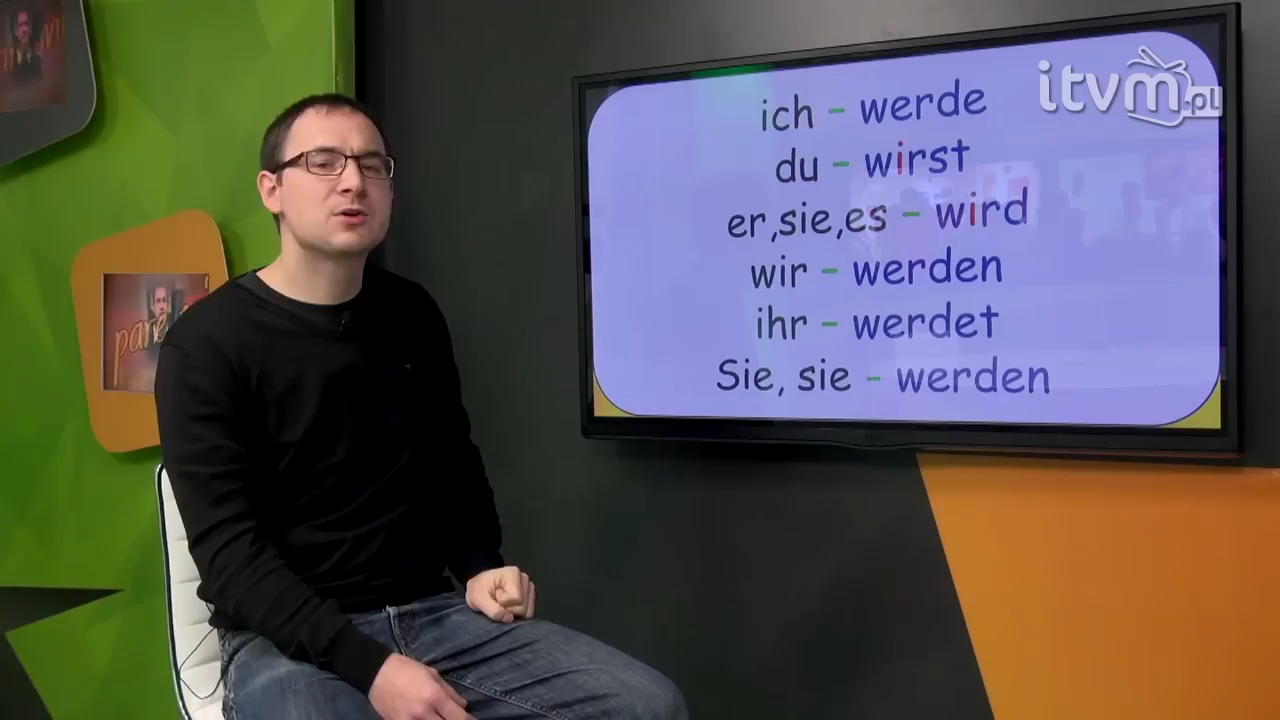 itvm.pl
ich - werde
du - wirst
er,sie,es - wird
wir - werden
ihr - werdet
Sie, sie - werden